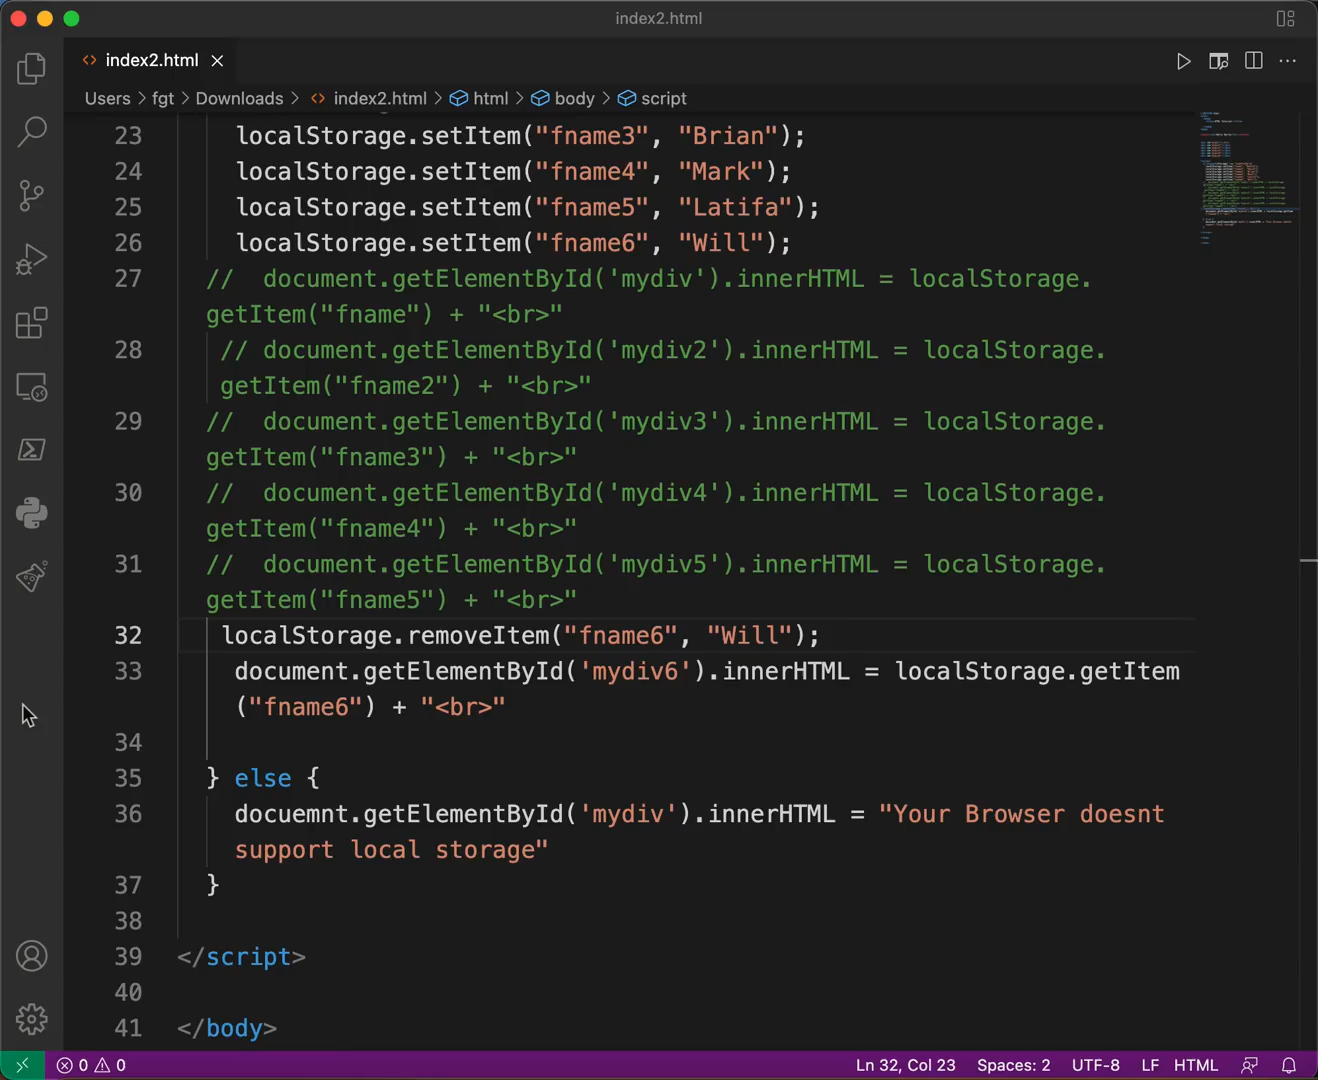 index2.html
index2.html
Users > fgt > Downloads > index2.html > html > body > script
23 localStorage.setItem("fname3", "Brian");
24 localStorage.setItem("fname4", "Mark");
25 localStorage.setItem("fname5", "Latifa");
26 localStorage.setItem("fname6", "Will");
27 // document.getElementById('mydiv').innerHTML = localStorage.
getItem("fname") + "<br>"
28 // document.getElementById('mydiv2').innerHTML = localStorage.
getItem("fname2") + "<br>"
29 // document.getElementById('mydiv3').innerHTML = localStorage.
getItem("fname3") + "<br>"
30 // document.getElementById('mydiv4').innerHTML = localStorage.
getItem("fname4") + "<br>"
31 // document.getElementById('mydiv5').innerHTML = localStorage.
getItem("fname5") + "<br>"
32 localStorage.removeItem("fname6", "Will");
33 document.getElementById('mydiv6').innerHTML = localStorage.getItem
("fname6") + "<br>"
34
35 } else {
36 docuemnt.getElementById('mydiv').innerHTML = "Your Browser doesnt
support local storage"
37 }
38
39 </script>
40
41 </body>
0 0 Ln 32, Col 23 Spaces: 2 UTF-8 LF HTML